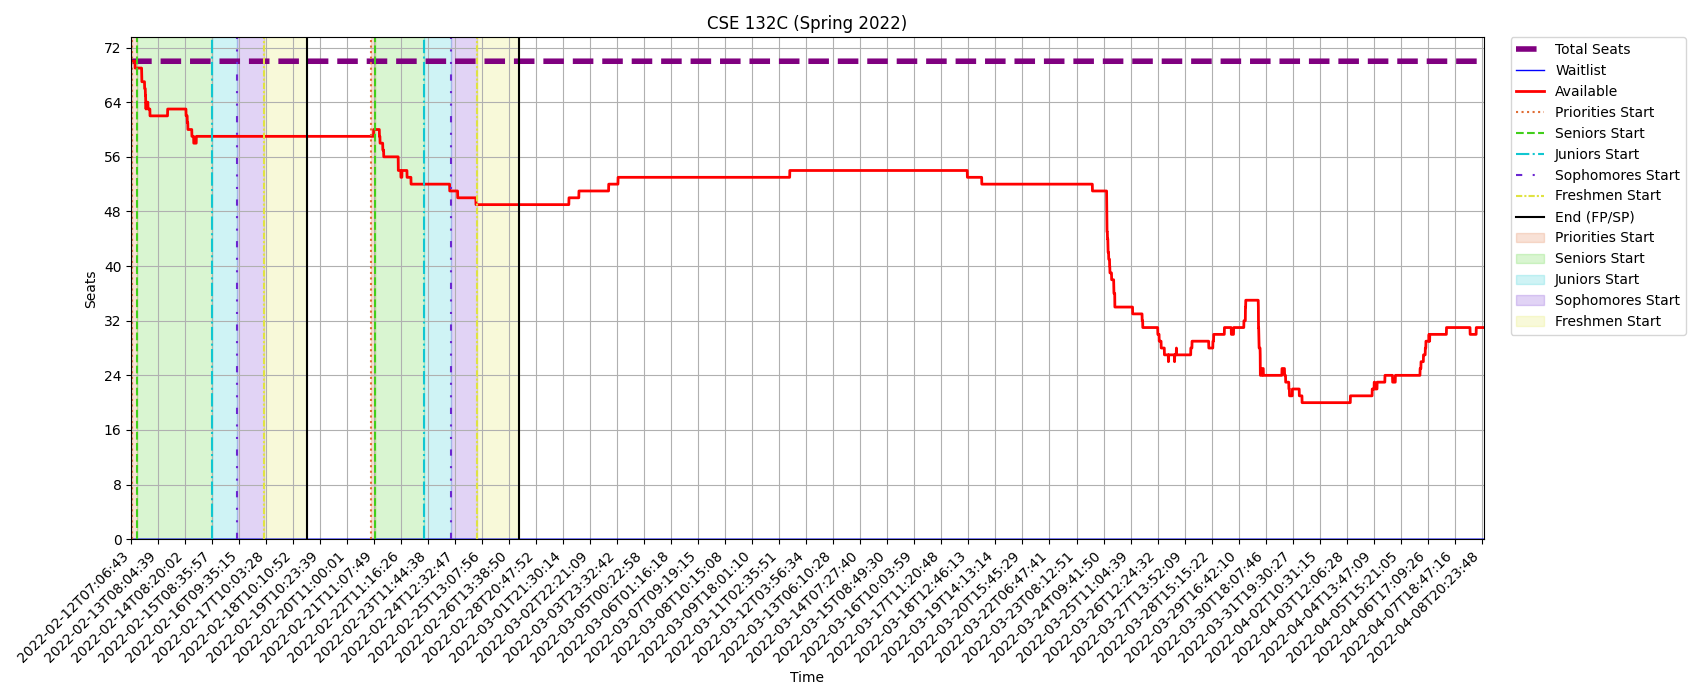 CSE 132C (Spring 2022)
Total Seats
Waitlist
Available
Priorities Start
Seniors Start
Juniors Start
Sophomores Start
Freshmen Start
End (FP/SP)
Priorities Start
Seniors Start
Juniors Start
Sophomores Start
Freshmen Start
72
64
56
48
40
32
24
16
8
0
Seats
2022-02-12T07:06:43
2022-02-13T08:04:39
2022-02-14T08:20:02
2022-02-15T08:35:57
2022-02-16T09:35:15
2022-02-17T10:03:28
2022-02-18T10:10:52
2022-02-19T10:23:39
2022-02-20T11:00:01
2022-02-21T11:07:49
2022-02-22T11:16:26
2022-02-23T11:44:38
2022-02-24T12:32:47
2022-02-25T13:07:56
2022-02-26T13:38:50
2022-02-28T20:47:52
2022-03-01T21:30:14
2022-03-02T22:21:09
2022-03-03T23:32:42
2022-03-05T00:22:58
2022-03-06T01:16:18
2022-03-07T09:19:15
2022-03-08T09:15:08
2022-03-09T18:01:10
2022-03-11T02:35:51
2022-03-12T03:56:34
2022-03-13T06:10:28
2022-03-14T07:27:40
2022-03-15T08:49:30
2022-03-16T10:03:59
2022-03-17T11:20:48
2022-03-18T12:46:13
2022-03-19T14:13:14
2022-03-20T15:45:29
2022-03-22T06:47:41
2022-03-23T08:12:51
2022-03-24T09:41:50
2022-03-25T11:04:39
2022-03-26T12:24:32
2022-03-27T13:52:09
2022-03-28T15:15:22
2022-03-29T16:42:10
2022-03-30T18:07:46
2022-03-31T19:30:27
2022-04-02T10:31:15
2022-04-03T12:06:28
2022-04-04T13:47:09
2022-04-05T15:21:05
2022-04-06T17:09:26
2022-04-07T18:47:16
2022-04-08T20:23:48
Time